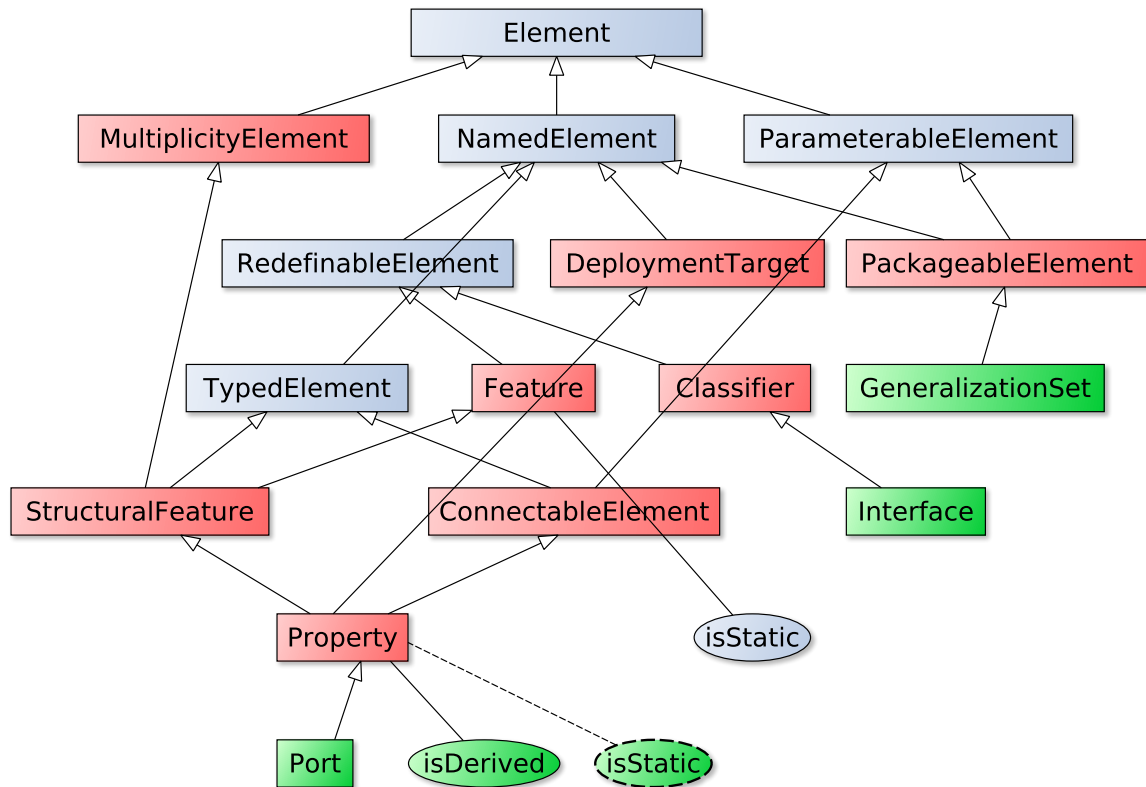 Element
MultiplicityElement
NamedElement
ParameterableElement
RedefinableElement
DeploymentTarget
PackageableElement
TypedElement
Feature
Classifier
GeneralizationSet
StructuralFeature
ConnectableElement
Interface
Property
isStatic
Port
isDerived
isStatic